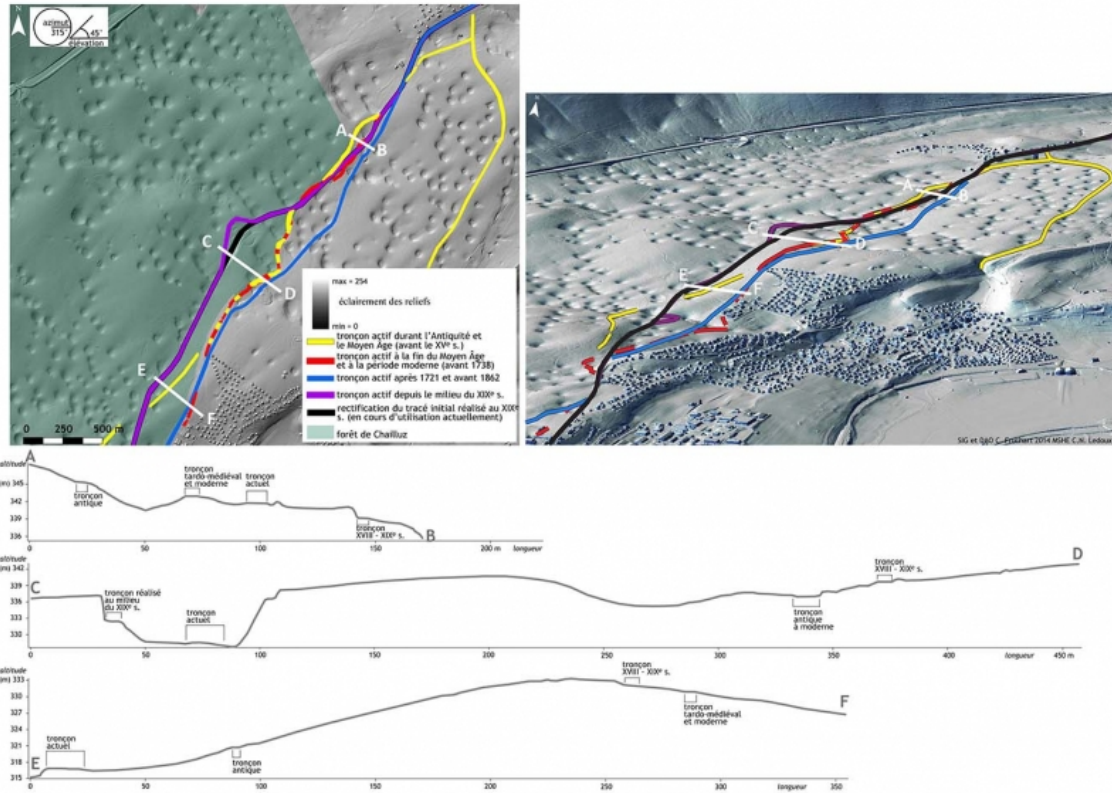 N
azimut
315°
45°
élévation
A
B
C
D
E
F
0 250 500 m
max = 254
éclairement des reliefs
min = 0
tronçon actif durant l'Antiquité et
le Moyen Âge (avant le XVe s.)
tronçon actif à la fin du Moyen Âge
et à la période moderne (avant 1738)
tronçon actif après 1721 et avant 1862
tronçon actif depuis le milieu du XIXe s.
rectification du tracé initial réalisé au XIXe
s. (en cours d'utilisation actuellement)
forêt de Chailluz
N
A
B
C
D
E
F
SIG et DAO C. Fruchart 2014 MSHE C.N. Ledoux
A
altitude
(m)
345
342
339
336
tronçon
antique
tronçon
tardo-médiéval
et moderne
tronçon
actuel
tronçon
XVIII - XIXe s.
B
0 50 100 150 200 m longueur
altitude
(m)
342
339
336
330
C
tronçon réalisé
au milieu
du XIXe s.
tronçon
actuel
tronçon
antique
à moderne
tronçon
XVIII - XIXe s.
D
0 50 100 150 200 250 300 350 400 longueur 450 m
altitude
(m)
333
330
327
321
318
315
E
tronçon
actuel
tronçon
antique
tronçon
XVIII - XIXe s.
tronçon
tardo-médiéval
et moderne
F
0 50 100 150 200 250 300 longueur 350 m